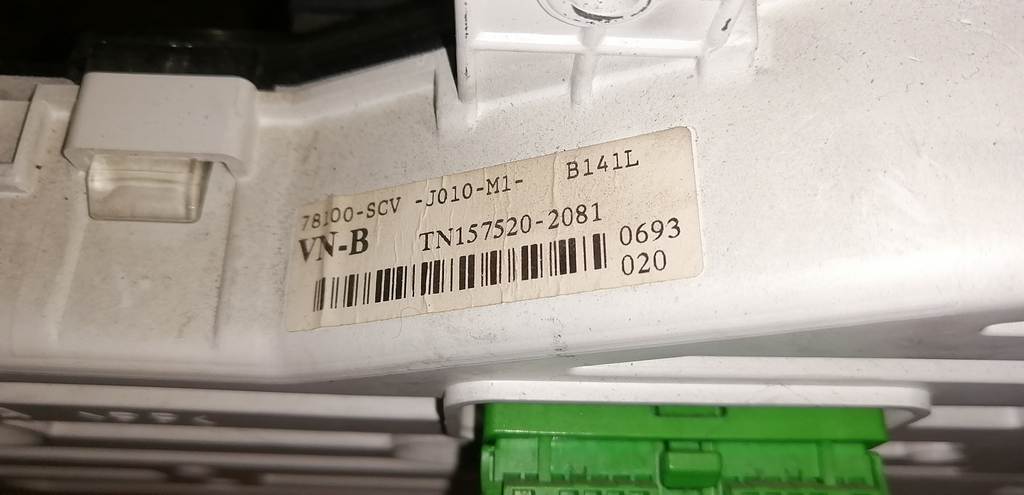 78100-SCV -J010-M1- B141L
VN-B TN157520-2081
0693
020